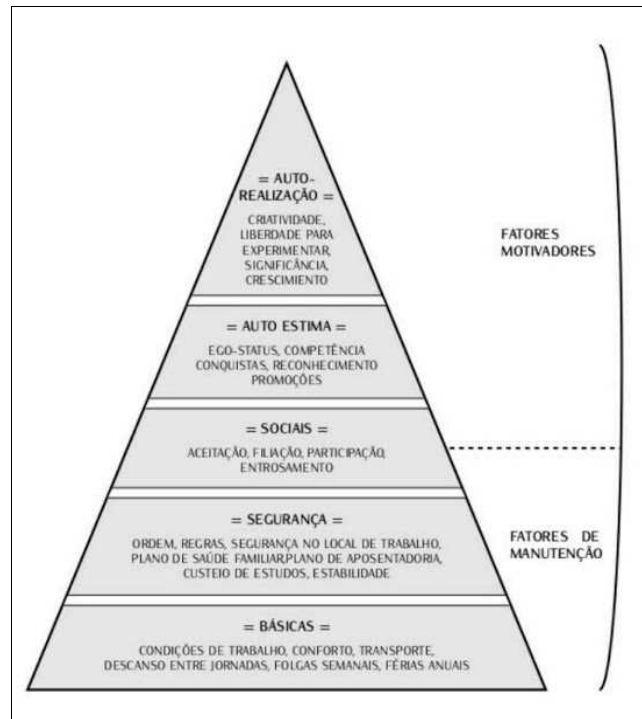 = AUTO-
REALIZAÇÃO =
CRIATIVIDADE,
LIBERDADE PARA
EXPERIMENTAR,
SIGNIFICÂNCIA,
CRESCIMENTO
FATORES
MOTIVADORES
= AUTO ESTIMA =
EGO-STATUS, COMPETÊNCIA
CONQUISTAS, RECONHECIMENTO
PROMOÇÕES
= SOCIAIS =
ACEITAÇÃO, FILIAÇÃO, PARTICIPAÇÃO,
ENTROSAMENTO
= SEGURANÇA =
ORDEM, REGRAS, SEGURANÇA NO LOCAL DE TRABALHO,
PLANO DE SAÚDE FAMILIAR,PLANO DE APOSENTADORIA,
CUSTEIO DE ESTUDOS, ESTABILIDADE
FATORES DE
MANUTENÇÃO
= BÁSICAS =
CONDIÇÕES DE TRABALHO, CONFORTO, TRANSPORTE,
DESCANSO ENTRE JORNADAS, FOLGAS SEMANAIS, FÉRIAS ANUAIS